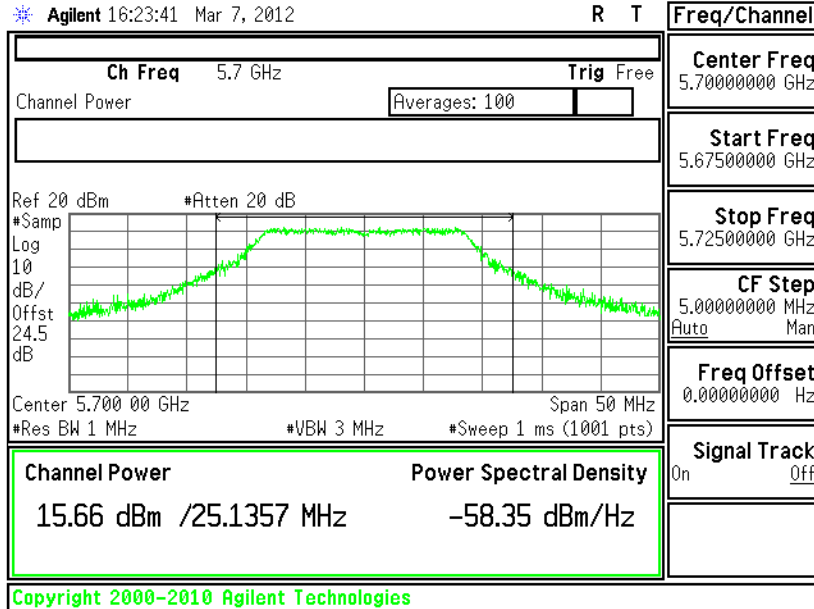 Agilent 16:23:41 Mar 7, 2012 R T
Freq/Channel
Ch Freq 5.7 GHz Trig Free
Channel Power Averages: 100
Center Freq
5.70000000 GHz
Start Freq
5.67500000 GHz
Stop Freq
5.72500000 GHz
CF Step
5.00000000 MHz
Auto Man
Freq Offset
0.00000000 Hz
Signal Track
On Off
Ref 20 dBm #Atten 20 dB
#Samp
Log
10
dB/
Offst
24.5
dB
Center 5.700 00 GHz Span 50 MHz
#Res BW 1 MHz #VBW 3 MHz #Sweep 1 ms (1001 pts)
Channel Power Power Spectral Density
15.66 dBm /25.1357 MHz -58.35 dBm/Hz
Copyright 2000-2010 Agilent Technologies